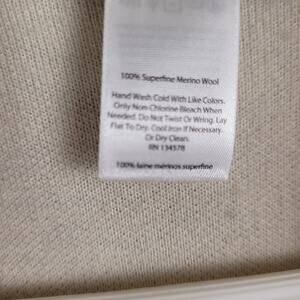 100% Superfine Merino Wool
Hand Wash Cold With Like Colors.
Only Non-Chlorine Bleach When
Needed. Do Not Twist Or Wring. Lay
Flat To Dry. Cool Iron If Necessary.
Or Dry Clean.
RN 134578
100% laine mérinos superfine